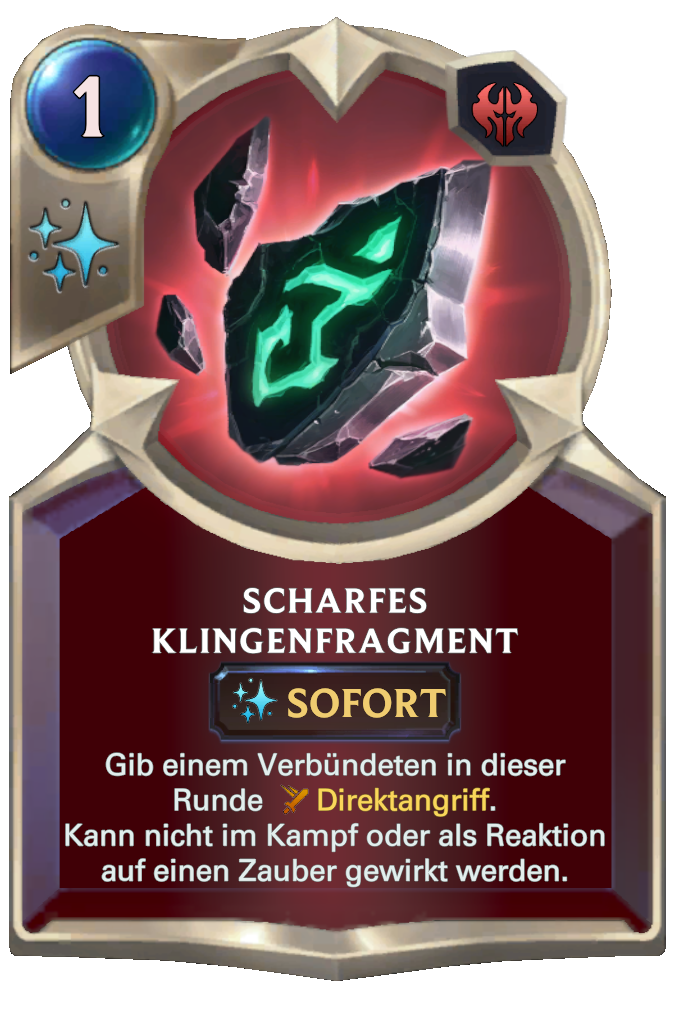 1
SCHARFES
KLINGENFRAGMENT
SOFORT
Gib einem Verbündeten in dieser
Runde Direktangriff.
Kann nicht im Kampf oder als Reaktion
auf einen Zauber gewirkt werden.